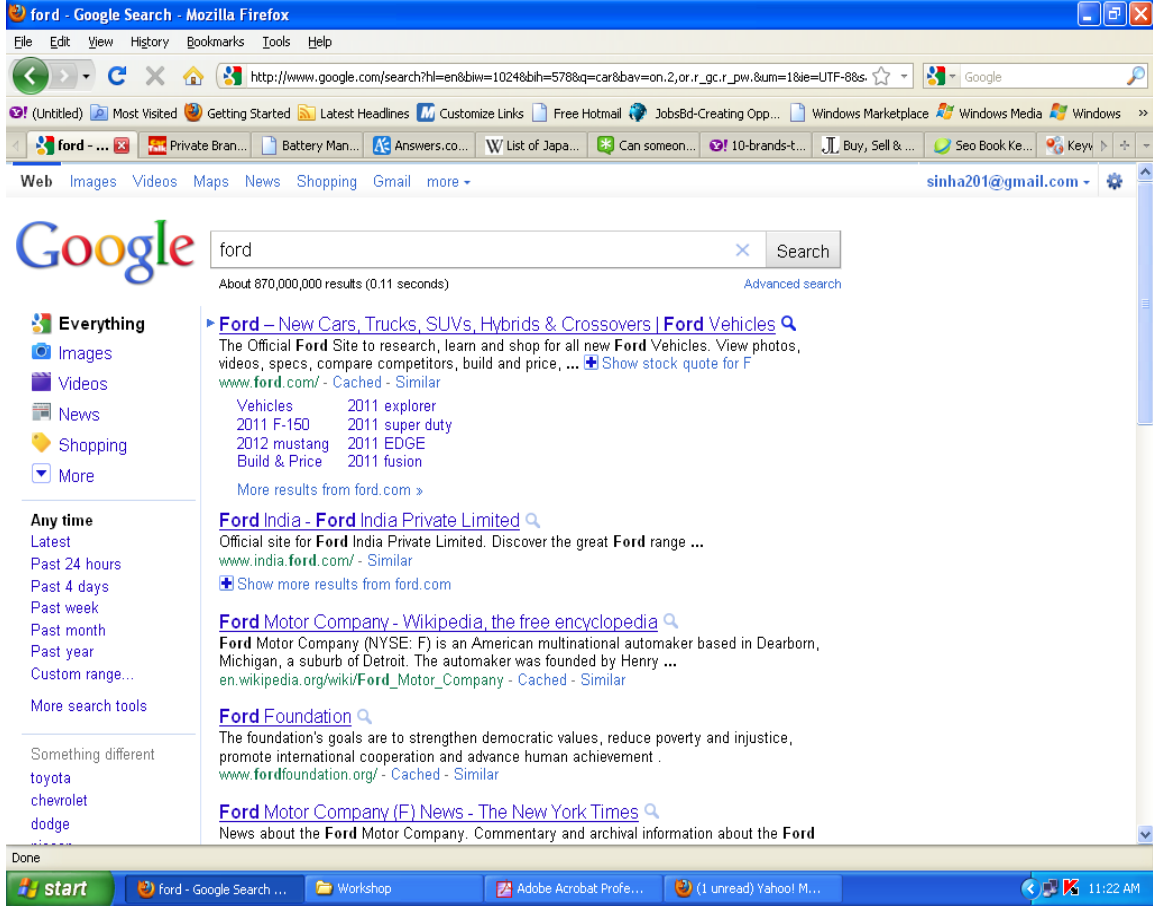 ford - Google Search - Mozilla Firefox
File Edit View History Bookmarks Tools Help
http://www.google.com/search?hl=en&biw=1024&bih=578&q=car&bav=on.2,or.r_gc.r_pw.&um=1&ie=UTF-8&s- Google
(Untitled) Most Visited Getting Started Latest Headlines Customize Links Free Hotmail JobsBd-Creating Opp... Windows Marketplace Windows Media Windows »
ford - ... Private Bran... Battery Man... Answers.co... List of Japa... Can someon... 10-brands-t... Buy, Sell & ... Seo Book Ke... Keyw
Web Images Videos Maps News Shopping Gmail more sinha201@gmail.com
Google ford Search
About 870,000,000 results (0.11 seconds) Advanced search
Everything
Images
Videos
News
Shopping
More
Any time
Latest
Past 24 hours
Past 4 days
Past week
Past month
Past year
Custom range...
More search tools
Something different
toyota
chevrolet
dodge
Ford – New Cars, Trucks, SUVs, Hybrids & Crossovers | Ford Vehicles
The Official Ford Site to research, learn and shop for all new Ford Vehicles. View photos,
videos, specs, compare competitors, build and price, ... Show stock quote for F
www.ford.com/ - Cached - Similar
Vehicles 2011 explorer
2011 F-150 2011 super duty
2012 mustang 2011 EDGE
Build & Price 2011 fusion
More results from ford.com »
Ford India - Ford India Private Limited
Official site for Ford India Private Limited. Discover the great Ford range ...
www.india.ford.com/ - Similar
Show more results from ford.com
Ford Motor Company - Wikipedia, the free encyclopedia
Ford Motor Company (NYSE: F) is an American multinational automaker based in Dearborn,
Michigan, a suburb of Detroit. The automaker was founded by Henry ...
en.wikipedia.org/wiki/Ford_Motor_Company - Cached - Similar
Ford Foundation
The foundation's goals are to strengthen democratic values, reduce poverty and injustice,
promote international cooperation and advance human achievement .
www.fordfoundation.org/ - Cached - Similar
Ford Motor Company (F) News - The New York Times
News about the Ford Motor Company. Commentary and archival information about the Ford
Done
start ford - Google Search ... Workshop Adobe Acrobat Profe... (1 unread) Yahoo! M... 11:22 AM